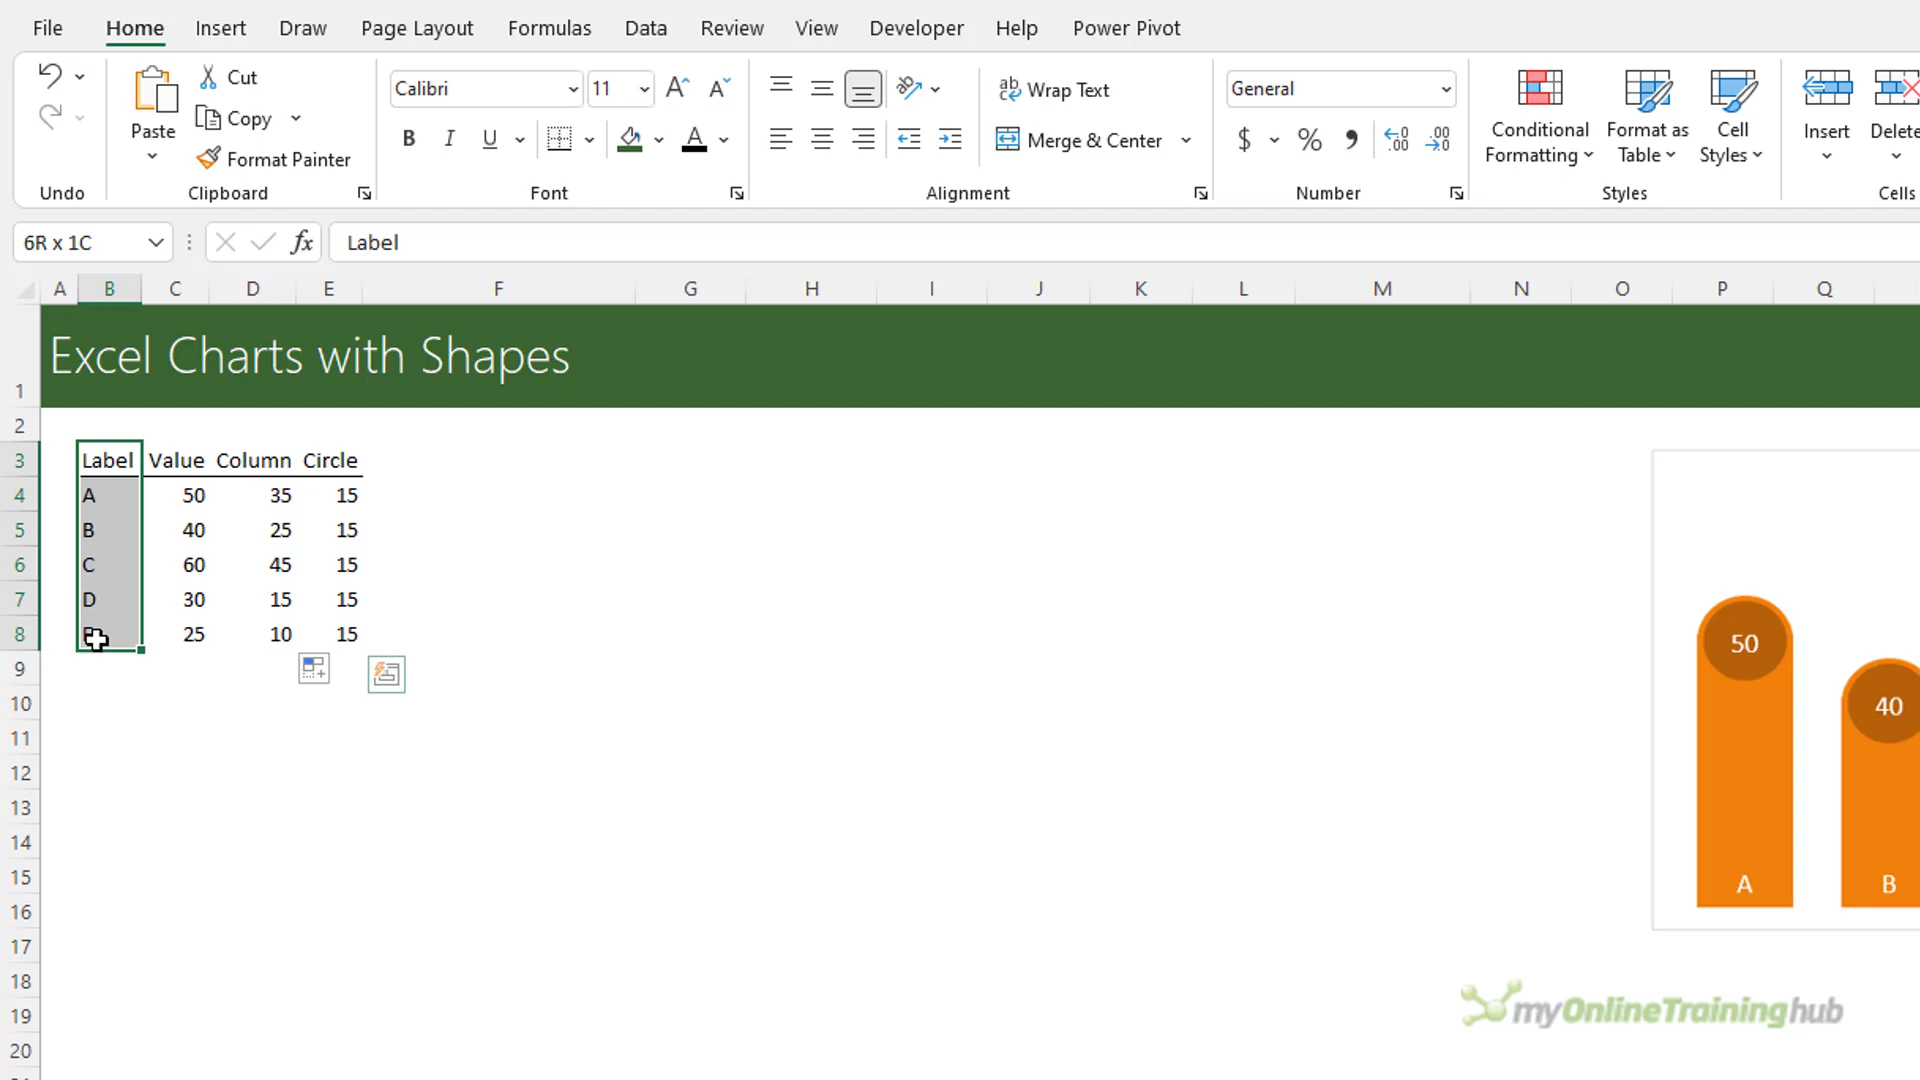 File Home Insert Draw Page Layout Formulas Data Review View Developer Help Power Pivot
Cut
Copy
Format Painter
Paste
Undo
Clipboard
Calibri 11
B I U
A
Font
Wrap Text
Merge & Center
Alignment
General
$ % ,
Number
Conditional Formatting
Format as Table
Cell Styles
Styles
Insert
Delete
Cells
6R x 1C
fx
Label
A B C D E F G H I J K L M N O P Q
1 Excel Charts with Shapes
2
3 Label Value Column Circle
4 A 50 35 15
5 B 40 25 15
6 C 60 45 15
7 D 30 15 15
8 25 10 15
9
10
11
12
13
14
15
16
17
18
19
20
50
40
A
B
myOnlineTraininghub